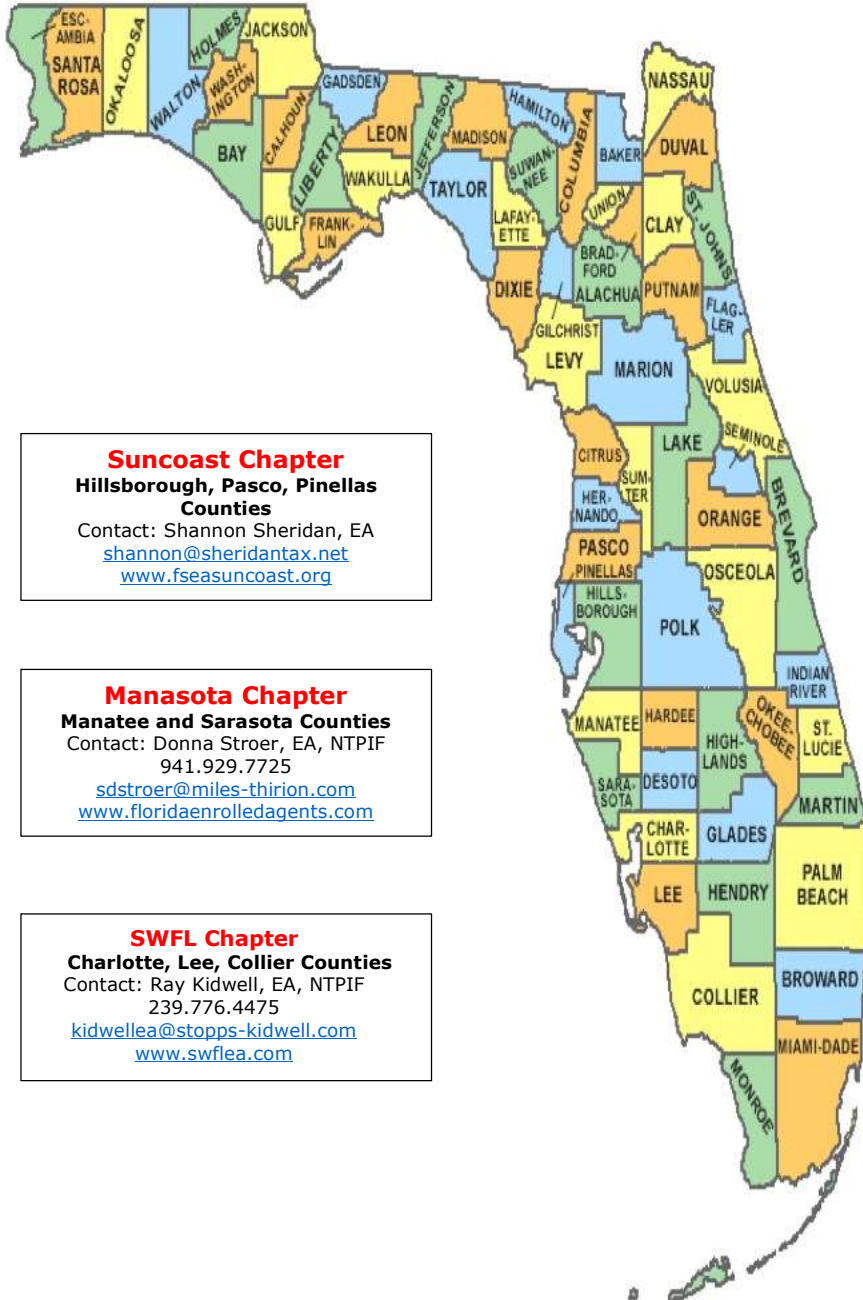 ESC-
AMBIA
SANTA
ROSA
OKALOOSA
WALTON
HOLMES
WASH-
INGTON
JACKSON
BAY
CALHOUN
GULF
LIBERTY
GADSDEN
FRANK-
LIN
LEON
WAKULLA
JEFFERSON
MADISON
TAYLOR
HAMILTON
SUWAN-
NEE
LAFAY-
ETTE
DIXIE
COLUMBIA
BAKER
UNION
BRAD-
FORD
ALACHUA
GILCHRIST
LEVY
NASSAU
DUVAL
CLAY
ST. JOHNS
PUTNAM
FLAG-
LER
MARION
VOLUSIA
CITRUS
SUM-
TER
LAKE
SEMINOLE
HER-
NANDO
ORANGE
BREVARD
PASCO
PINELLAS
HILLS-
BOROUGH
POLK
OSCEOLA
INDIAN
RIVER
MANATEE
HARDEE
HIGH-
LANDS
OKEE-
CHOBEE
ST.
LUCIE
SARA-
SOTA
DESOTO
MARTIN
CHAR-
LOTTE
GLADES
LEE
HENDRY
PALM
BEACH
COLLIER
BROWARD
MIAMI-DADE
MONROE
Suncoast Chapter
Hillsborough, Pasco, Pinellas
Counties
Contact: Shannon Sheridan, EA
shannon@sheridantax.net
www.fseasuncoast.org
Manasota Chapter
Manatee and Sarasota Counties
Contact: Donna Stroer, EA, NTPIF
941.929.7725
sdstroer@miles-thirion.com
www.floridaenrolledagents.com
SWFL Chapter
Charlotte, Lee, Collier Counties
Contact: Ray Kidwell, EA, NTPIF
239.776.4475
kidwellea@stopps-kidwell.com
www.swflea.com